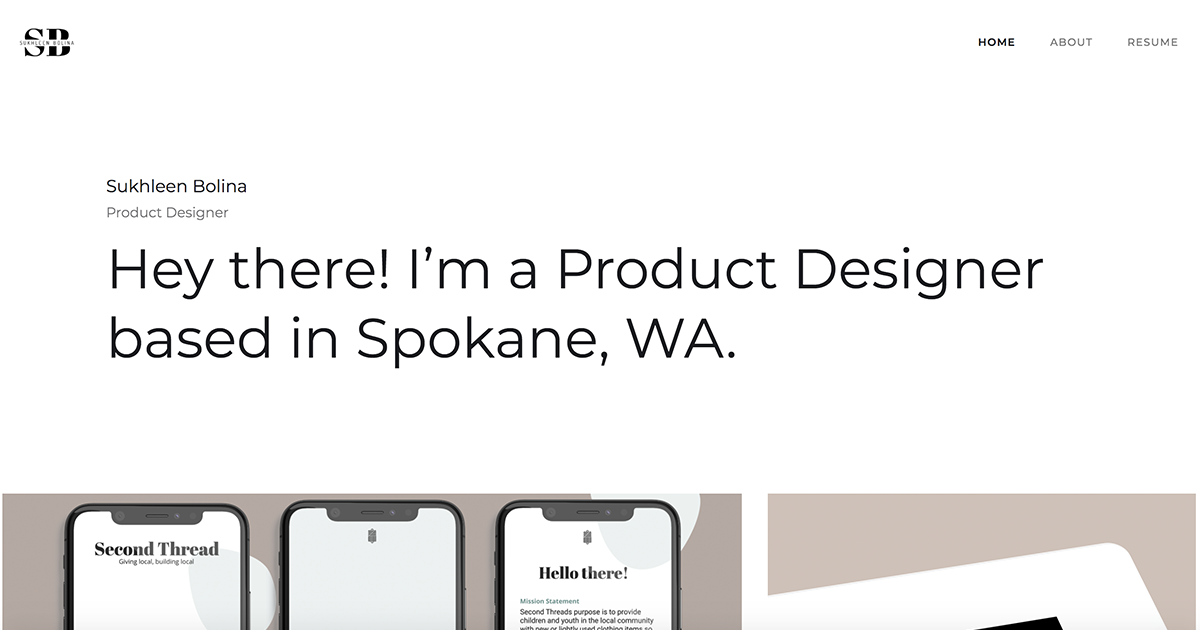 SB
SUKHLEEN BOLINA
HOME
ABOUT
RESUME
Sukhleen Bolina
Product Designer
Hey there! I’m a Product Designer
based in Spokane, WA.
Second Thread
Giving local, building local
Hello there!
Mission Statement
Second Threads purpose is to provide
children and youth in the local community
with new or lightly used clothing items so